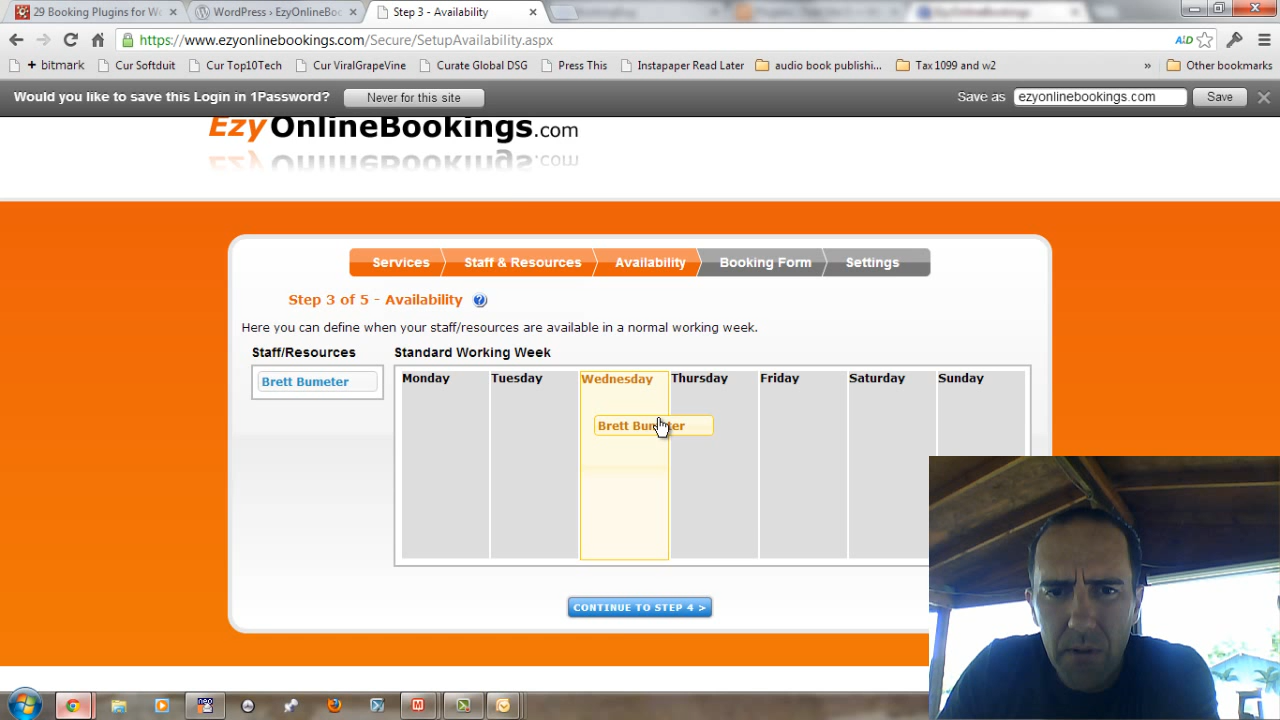 29 Booking Plugins for Wo
WordPress › EzyOnlineBoo
Step 3 - Availability
https://www.ezyonlinebookings.com/Secure/SetupAvailability.aspx
+ bitmark
Cur Softduit
Cur Top10Tech
Cur ViralGrapeVine
Curate Global DSG
Press This
Instapaper Read Later
audio book publishi...
Tax 1099 and w2
»
Other bookmarks
Would you like to save this Login in 1Password?
Never for this site
Save as
ezyonlinebookings.com
Save
EzyOnlineBookings.com
Services
Staff & Resources
Availability
Booking Form
Settings
Step 3 of 5 - Availability
Here you can define when your staff/resources are available in a normal working week.
Staff/Resources
Standard Working Week
Brett Bumeter
Monday
Tuesday
Wednesday
Thursday
Friday
Saturday
Sunday
Brett Bumeter
CONTINUE TO STEP 4 >